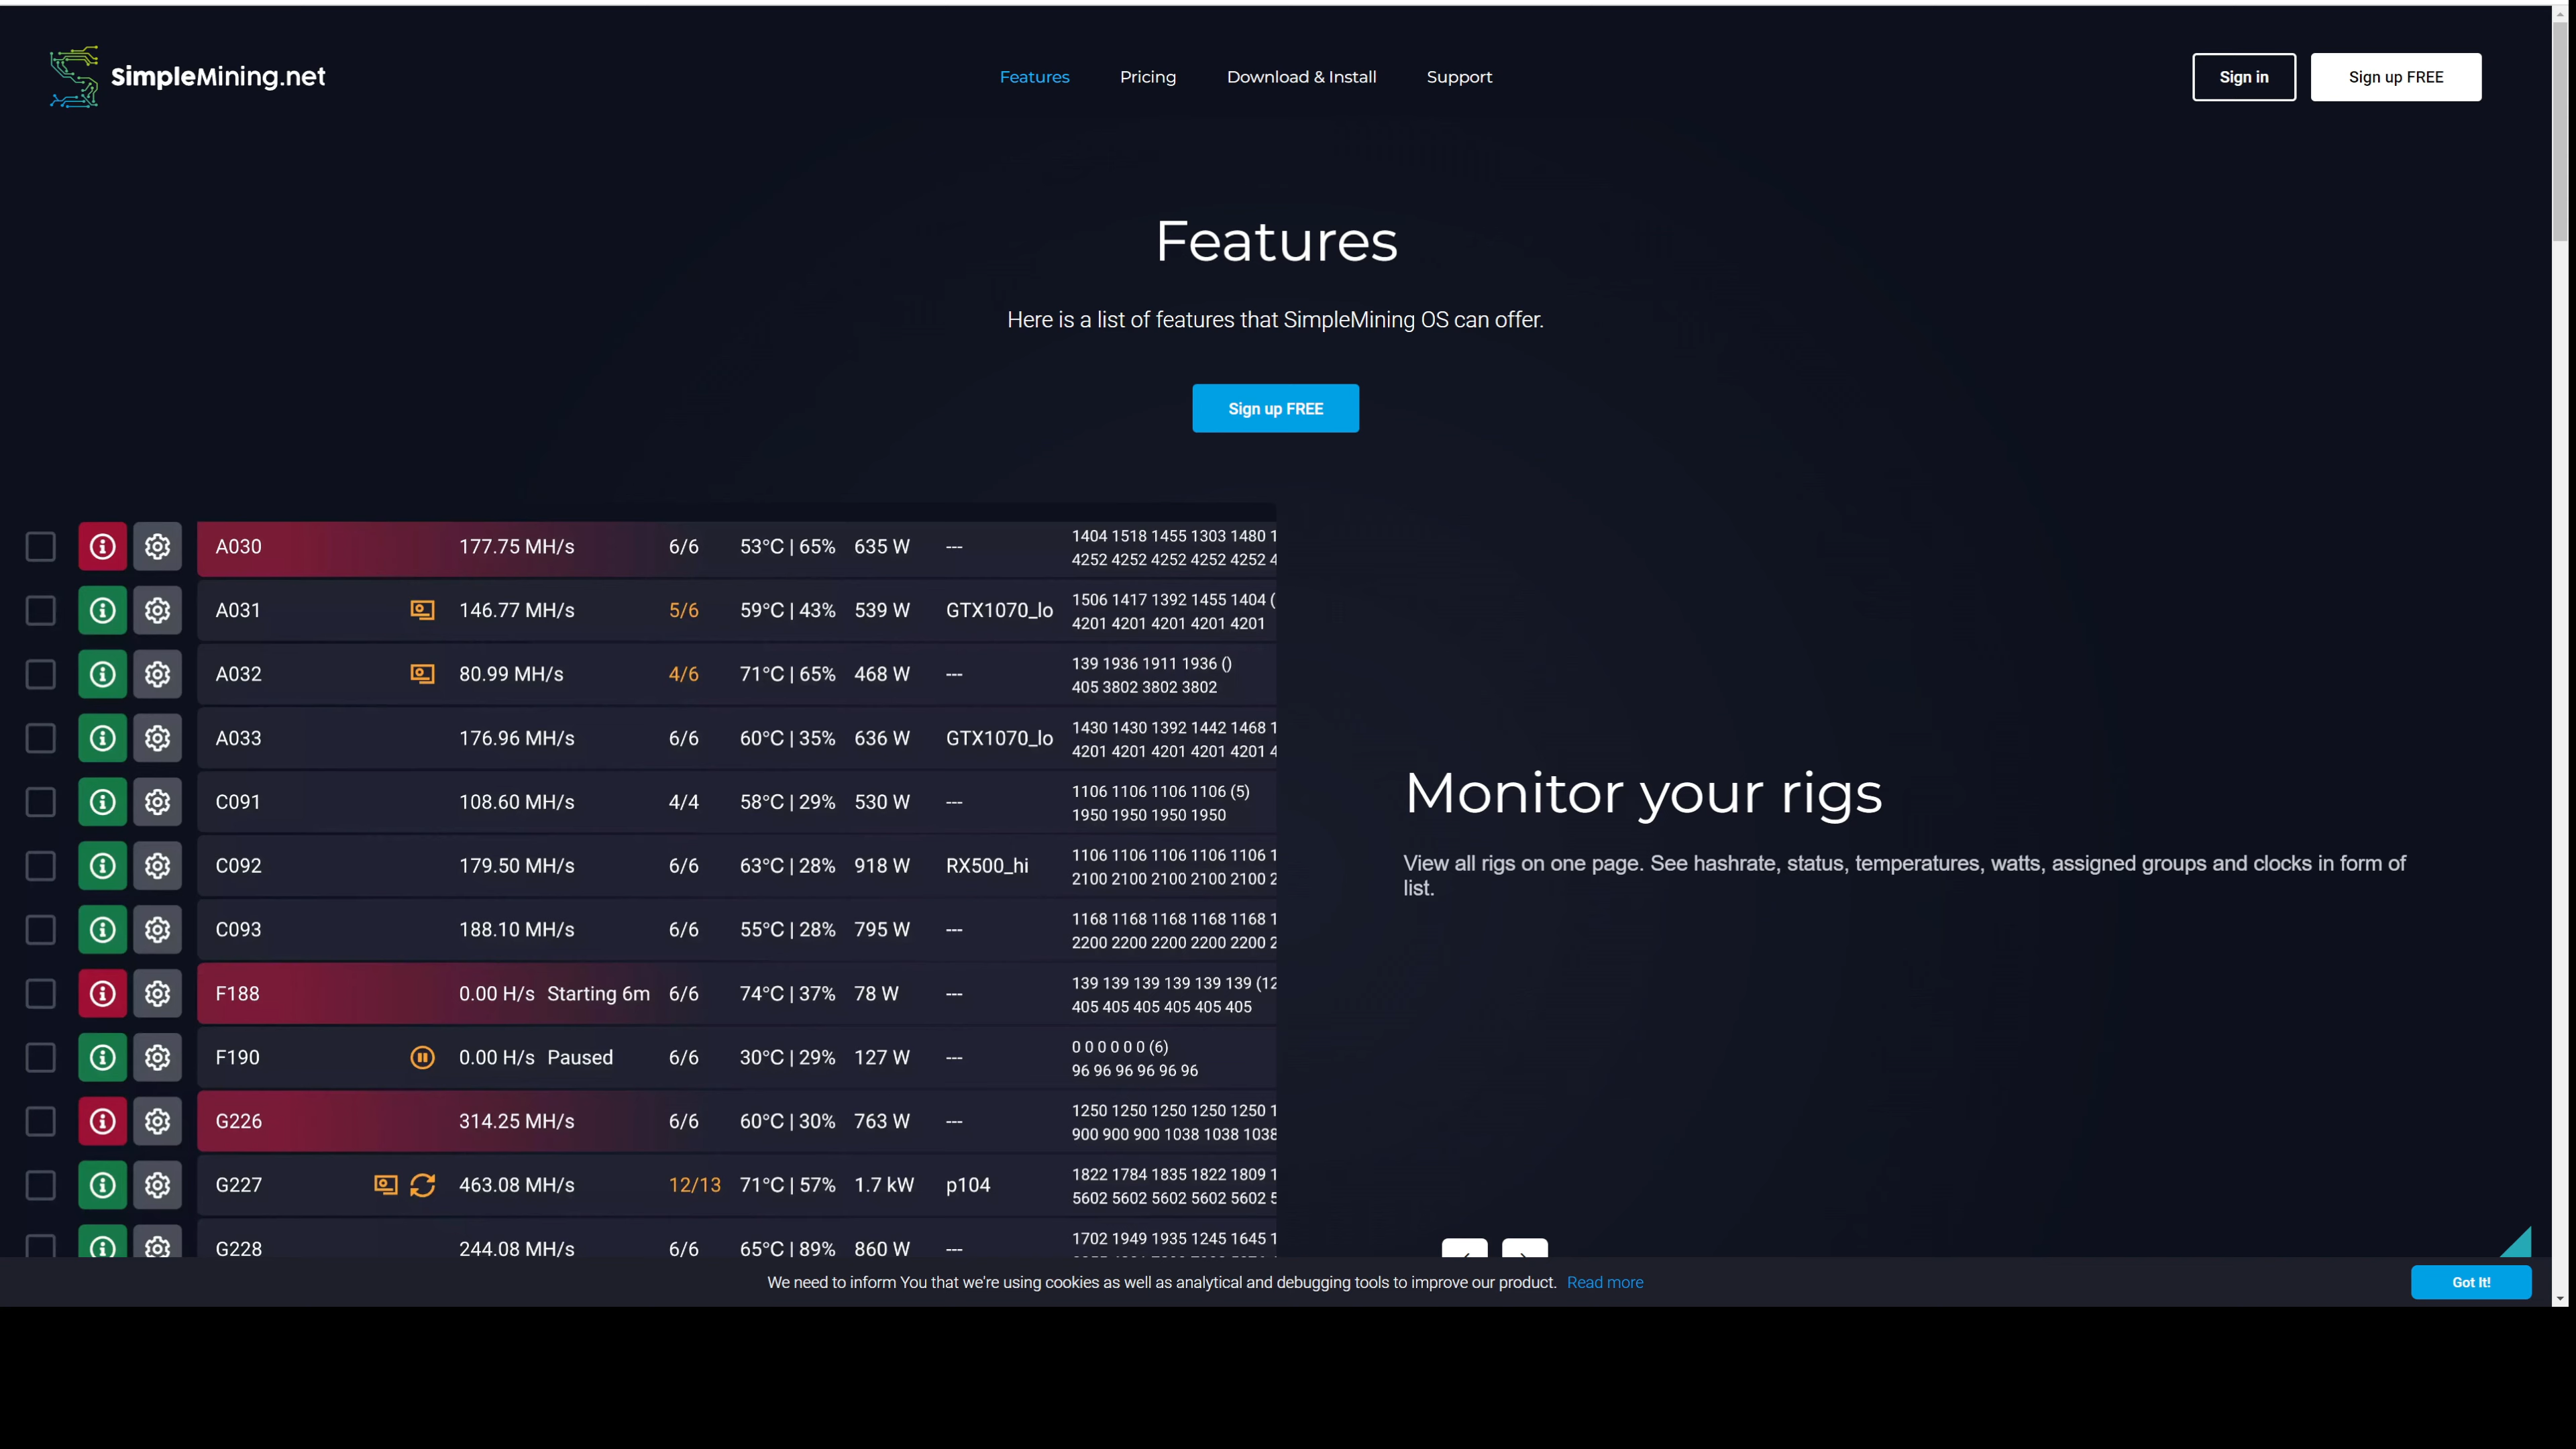 SimpleMining.net
Features
Pricing
Download & Install
Support
Sign in
Sign up FREE
Features
Here is a list of features that SimpleMining OS can offer.
Sign up FREE
A030 177.75 MH/s 6/6 53°C | 65% 635 W --- 1404 1518 1455 1303 1480 1
4252 4252 4252 4252 4252 4
A031 146.77 MH/s 5/6 59°C | 43% 539 W GTX1070_lo 1506 1417 1392 1455 1404 (
4201 4201 4201 4201 4201
A032 80.99 MH/s 4/6 71°C | 65% 468 W --- 139 1936 1911 1936 ()
405 3802 3802 3802
A033 176.96 MH/s 6/6 60°C | 35% 636 W GTX1070_lo 1430 1430 1392 1442 1468 1
4201 4201 4201 4201 4201 4
C091 108.60 MH/s 4/4 58°C | 29% 530 W --- 1106 1106 1106 1106 (5)
1950 1950 1950 1950
C092 179.50 MH/s 6/6 63°C | 28% 918 W RX500_hi 1106 1106 1106 1106 1106 1
2100 2100 2100 2100 2100 2
C093 188.10 MH/s 6/6 55°C | 28% 795 W --- 1168 1168 1168 1168 1168 1
2200 2200 2200 2200 2200 2
F188 0.00 H/s Starting 6m 6/6 74°C | 37% 78 W --- 139 139 139 139 139 139 (12
405 405 405 405 405 405
F190 0.00 H/s Paused 6/6 30°C | 29% 127 W --- 0 0 0 0 0 0 (6)
96 96 96 96 96 96
G226 314.25 MH/s 6/6 60°C | 30% 763 W --- 1250 1250 1250 1250 1250 1
900 900 900 1038 1038 1038
G227 463.08 MH/s 12/13 71°C | 57% 1.7 kW p104 1822 1784 1835 1822 1809 1
5602 5602 5602 5602 5602 5
G228 244.08 MH/s 6/6 65°C | 89% 860 W --- 1702 1949 1935 1245 1645 1
Monitor your rigs
View all rigs on one page. See hashrate, status, temperatures, watts, assigned groups and clocks in form of
list.
We need to inform You that we're using cookies as well as analytical and debugging tools to improve our product. Read more
Got It!